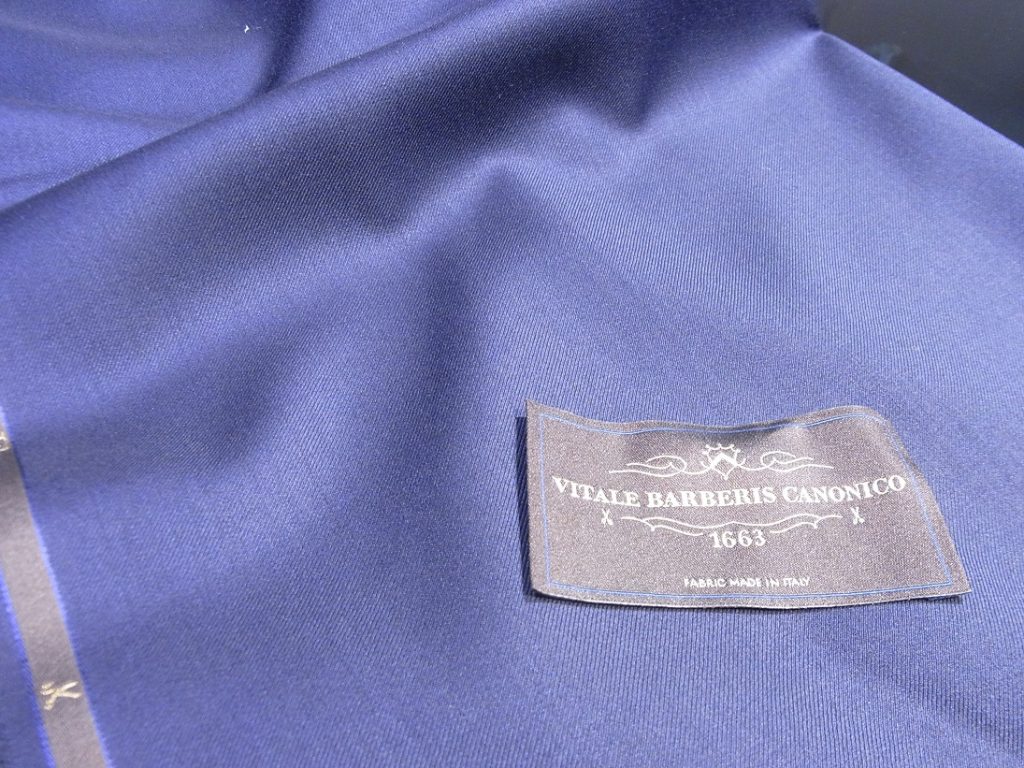 VITALE BARBERIS CANONICO
1663
FABRIC MADE IN ITALY